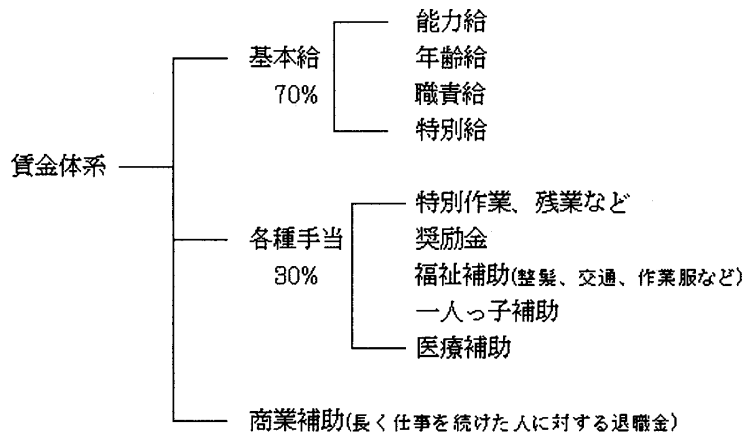 能力給
基本給
年齢給
70%
職責給
特別給
賃金体系
特別作業、残業など
各種手当
奨励金
30%
福祉補助(整髪、交通、作業服など)
一人っ子補助
医療補助
商業補助(長く仕事を続けた人に対する退職金)